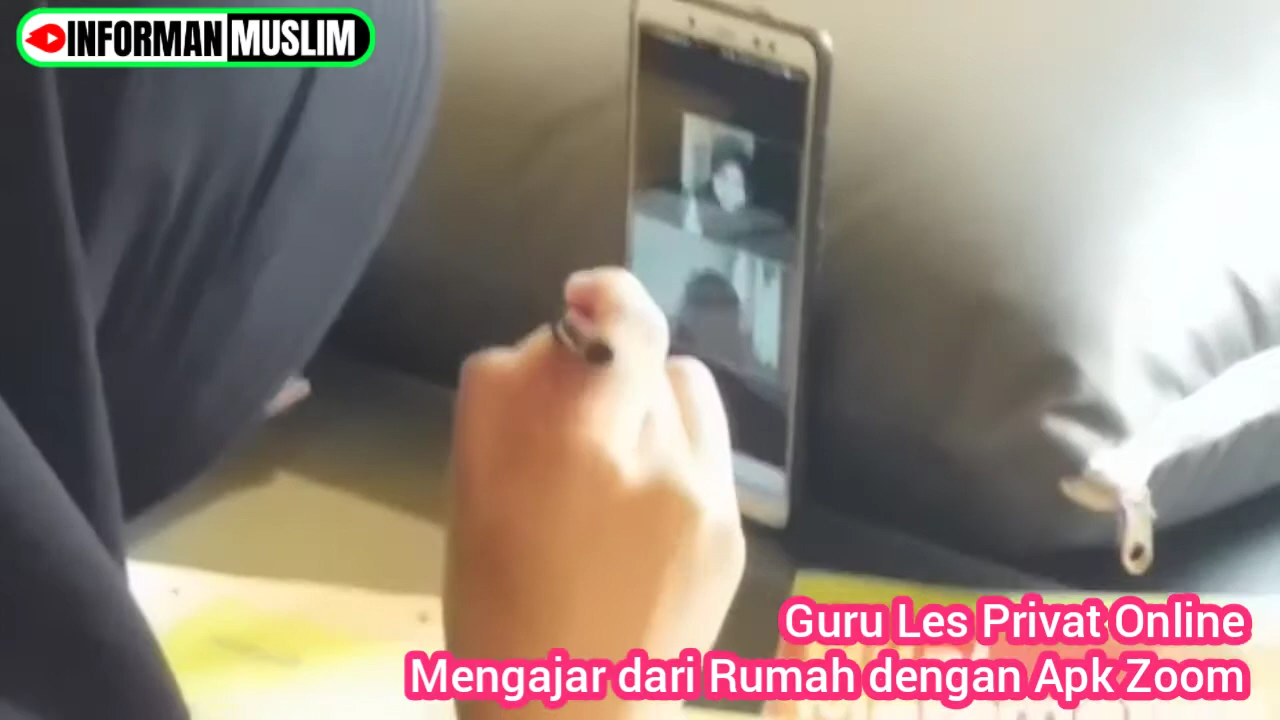 INFORMAN MUSLIM
Guru Les Privat Online
Mengajar dari Rumah dengan Apk Zoom